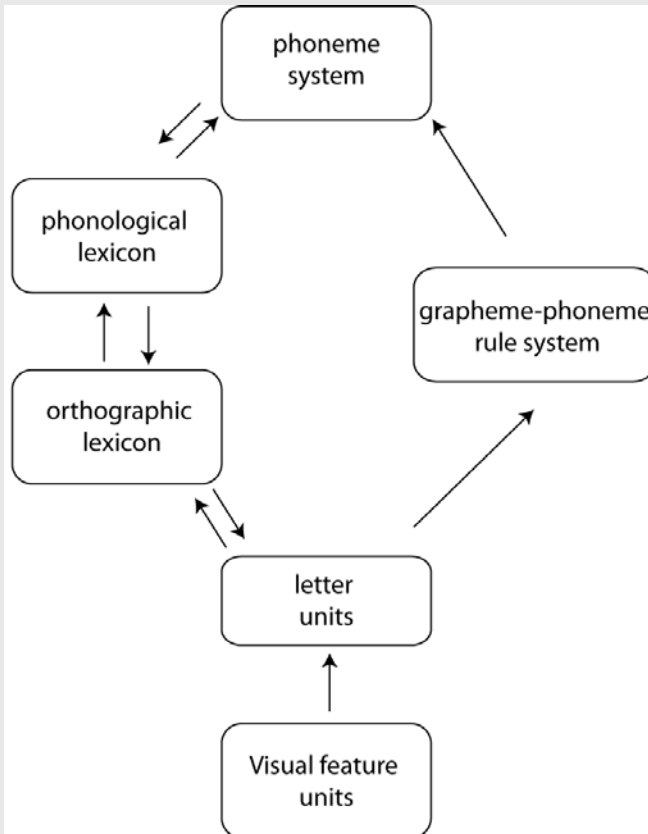 phoneme
system
phonological
lexicon
grapheme-phoneme
rule system
orthographic
lexicon
letter
units
Visual feature
units